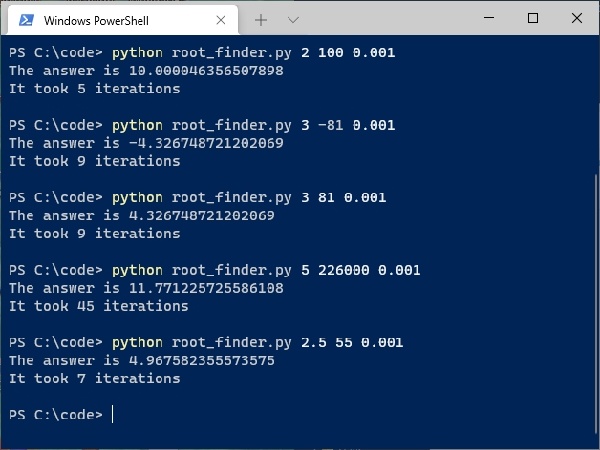 Windows PowerShell
PS C:\code> python root_finder.py 2 100 0.001
The answer is 10.000046356507898
It took 5 iterations
PS C:\code> python root_finder.py 3 -81 0.001
The answer is -4.326748721202069
It took 9 iterations
PS C:\code> python root_finder.py 3 81 0.001
The answer is 4.326748721202069
It took 9 iterations
PS C:\code> python root_finder.py 5 226000 0.001
The answer is 11.771225725586108
It took 45 iterations
PS C:\code> python root_finder.py 2.5 55 0.001
The answer is 4.967582355573575
It took 7 iterations
PS C:\code>